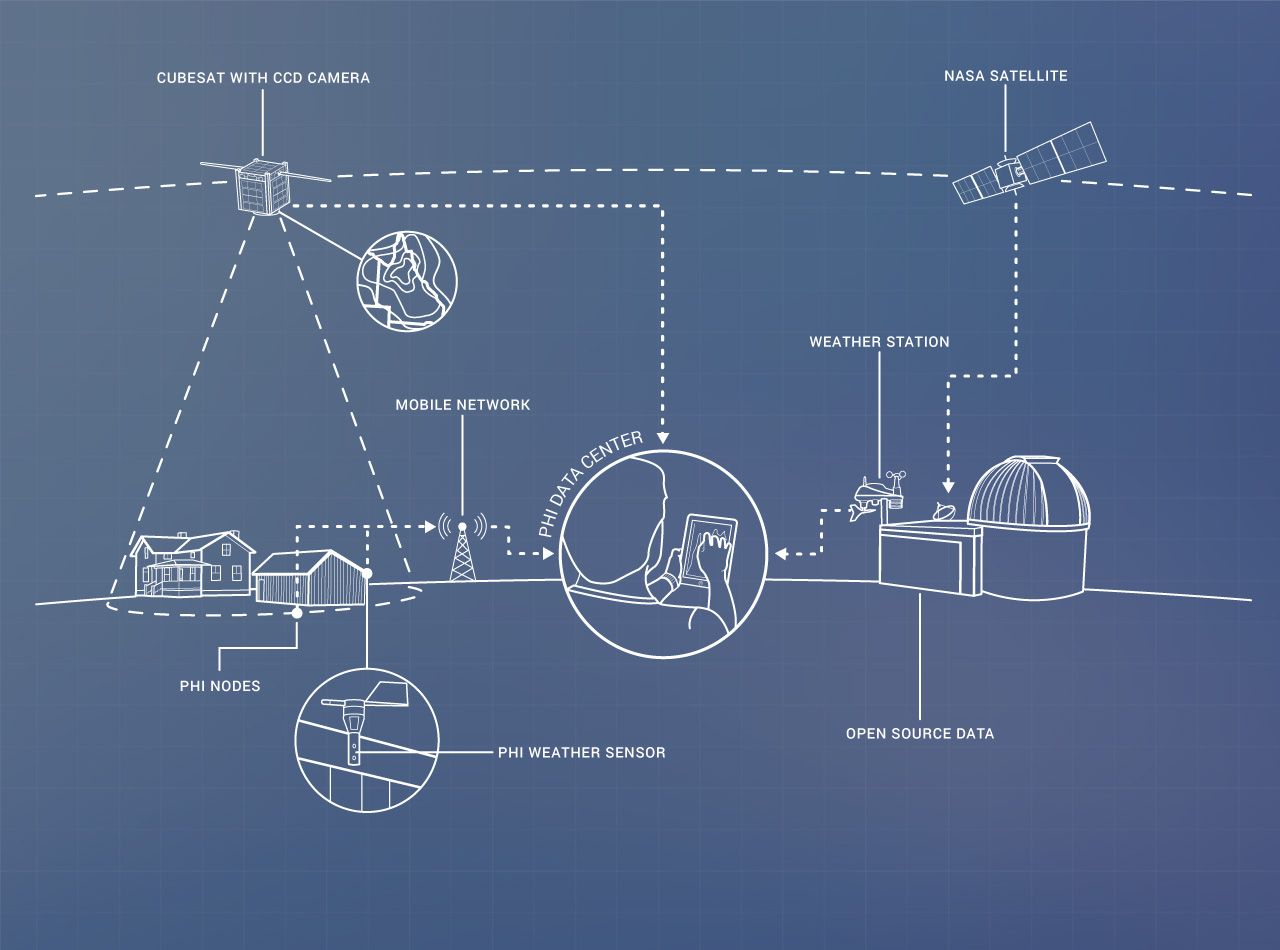 CUBESAT WITH CCD CAMERA
NASA SATELLITE
WEATHER STATION
MOBILE NETWORK
PHI DATA CENTER
PHI NODES
OPEN SOURCE DATA
PHI WEATHER SENSOR